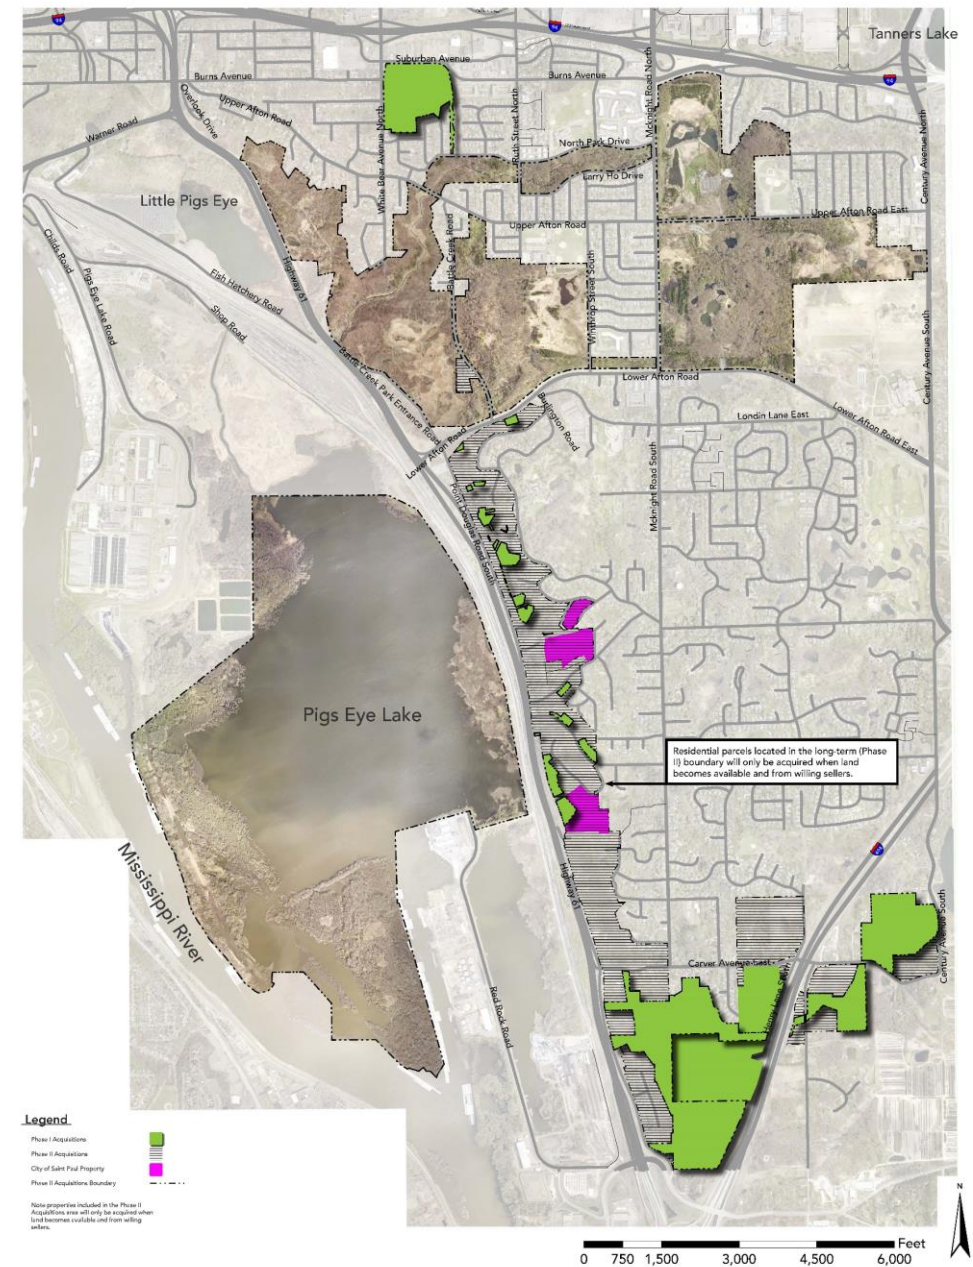 94
94
Tanners Lake
Suburban Avenue
Burns Avenue
Burns Avenue
94
Upper Afton Road
Overlook Drive
Warner Road
White Bear Avenue North
Ruth Street North
Mcknight Road North
Century Avenue North
North Park Drive
Larry Ho Drive
Little Pigs Eye
Upper Afton Road
Upper Afton Road East
Battle Creek Road
Childs Road
Pigs Eye Lake Road
Fish Hatchery Road
Shop Road
Highway 61
Winthrop Street South
Century Avenue South
Battle Creek Park Entrance Road
Lower Afton Road
Lower Afton Road
Burlington Road
Londin Lane East
Lower Afton Road East
Mcknight Road South
Point Douglas Road South
Pigs Eye Lake
Residential parcels located in the long-term (Phase
II) boundary will only be acquired when land
becomes available and from willing sellers.
Mississippi River
Highway 61
Carver Avenue East
Century Avenue South
Red Rock Road
Legend
Phase I Acquisitions
Phase II Acquisitions
City of Saint Paul Property
Phase II Acquisitions Boundary
Note properties included in the Phase II
Acquisitions area will only be acquired when
land becomes available and from willing
sellers.
N
Feet
0 750 1,500 3,000 4,500 6,000